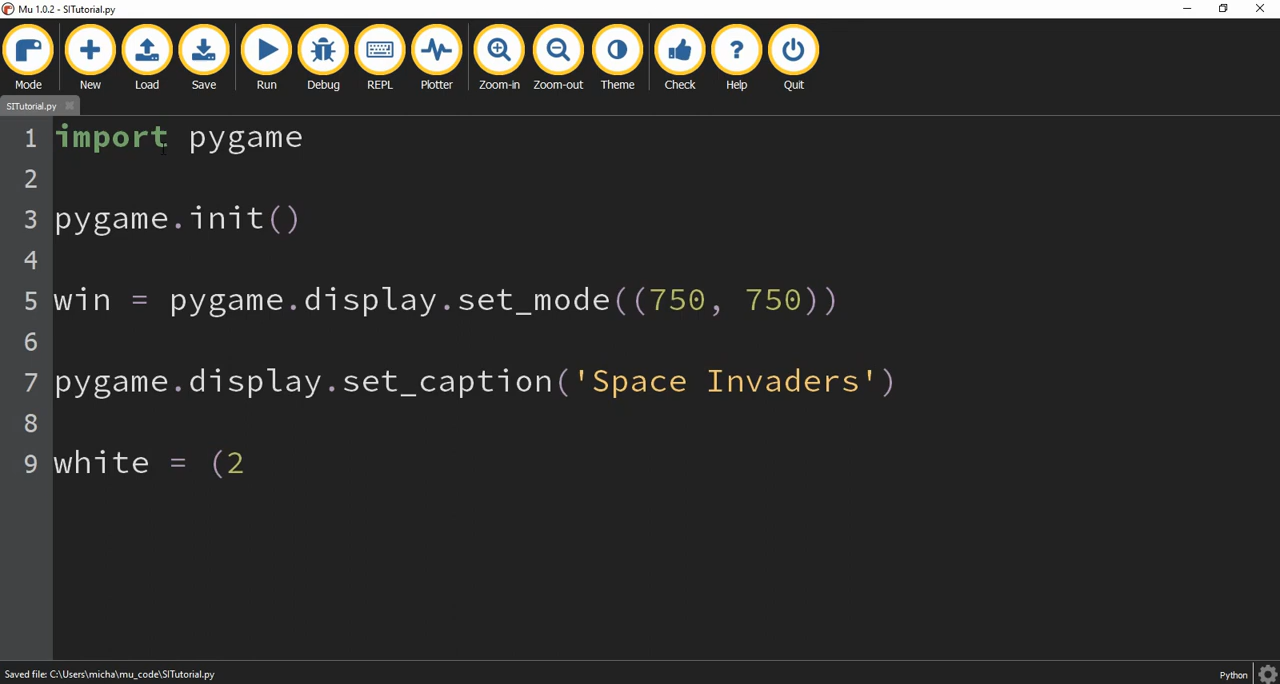 Mu 1.0.2 - SITutorial.py
Mode New Load Save Run Debug REPL Plotter Zoom-in Zoom-out Theme Check Help Quit
SITutorial.py
1 import pygame
2
3 pygame.init()
4
5 win = pygame.display.set_mode((750, 750))
6
7 pygame.display.set_caption('Space Invaders')
8
9 white = (2
Saved file: C:\Users\micha\mu_code\SITutorial.py Python